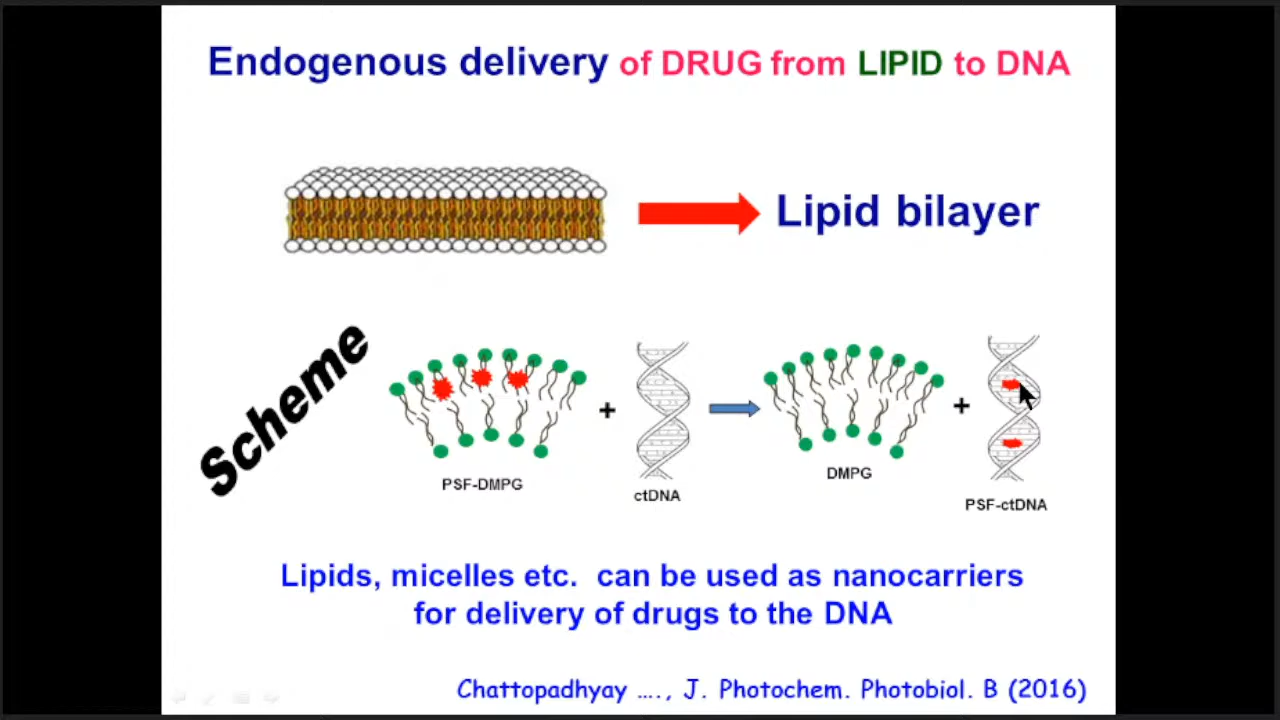 Endogenous delivery of DRUG from LIPID to DNA
Lipid bilayer
Scheme
+
+
PSF-DMPG
ctDNA
DMPG
PSF-ctDNA
Lipids, micelles etc. can be used as nanocarriers
for delivery of drugs to the DNA
Chattopadhyay …., J. Photochem. Photobiol. B (2016)